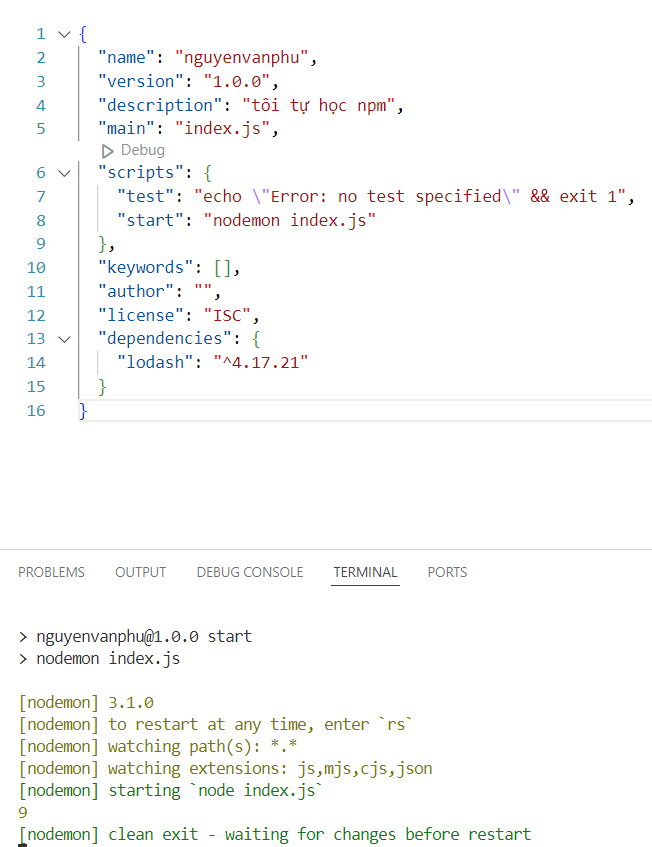 1 {
2 "name": "nguyenvanphu",
3 "version": "1.0.0",
4 "description": "tôi tự học npm",
5 "main": "index.js",
Debug
6 "scripts": {
7 "test": "echo \"Error: no test specified\" && exit 1",
8 "start": "nodemon index.js"
9 },
10 "keywords": [],
11 "author": "",
12 "license": "ISC",
13 "dependencies": {
14 "lodash": "^4.17.21"
15 }
16 }
PROBLEMS OUTPUT DEBUG CONSOLE TERMINAL PORTS
> nguyenvanphu@1.0.0 start
> nodemon index.js
[nodemon] 3.1.0
[nodemon] to restart at any time, enter `rs`
[nodemon] watching path(s): *.*
[nodemon] watching extensions: js,mjs,cjs,json
[nodemon] starting `node index.js`
9
[nodemon] clean exit - waiting for changes before restart